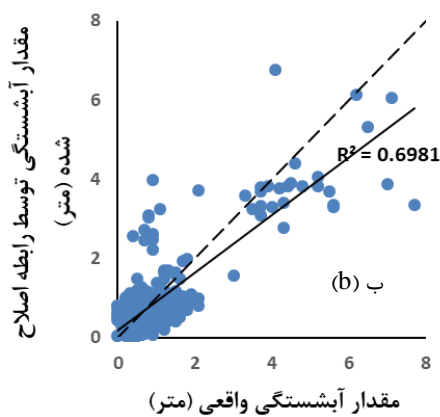 مقدار آبشستگی توسط رابطه اصلاح
شده (متر)
8
6
4
2
0
R² = 0.6981
ب (b)
0 2 4 6 8
مقدار آبشستگی واقعی (متر)